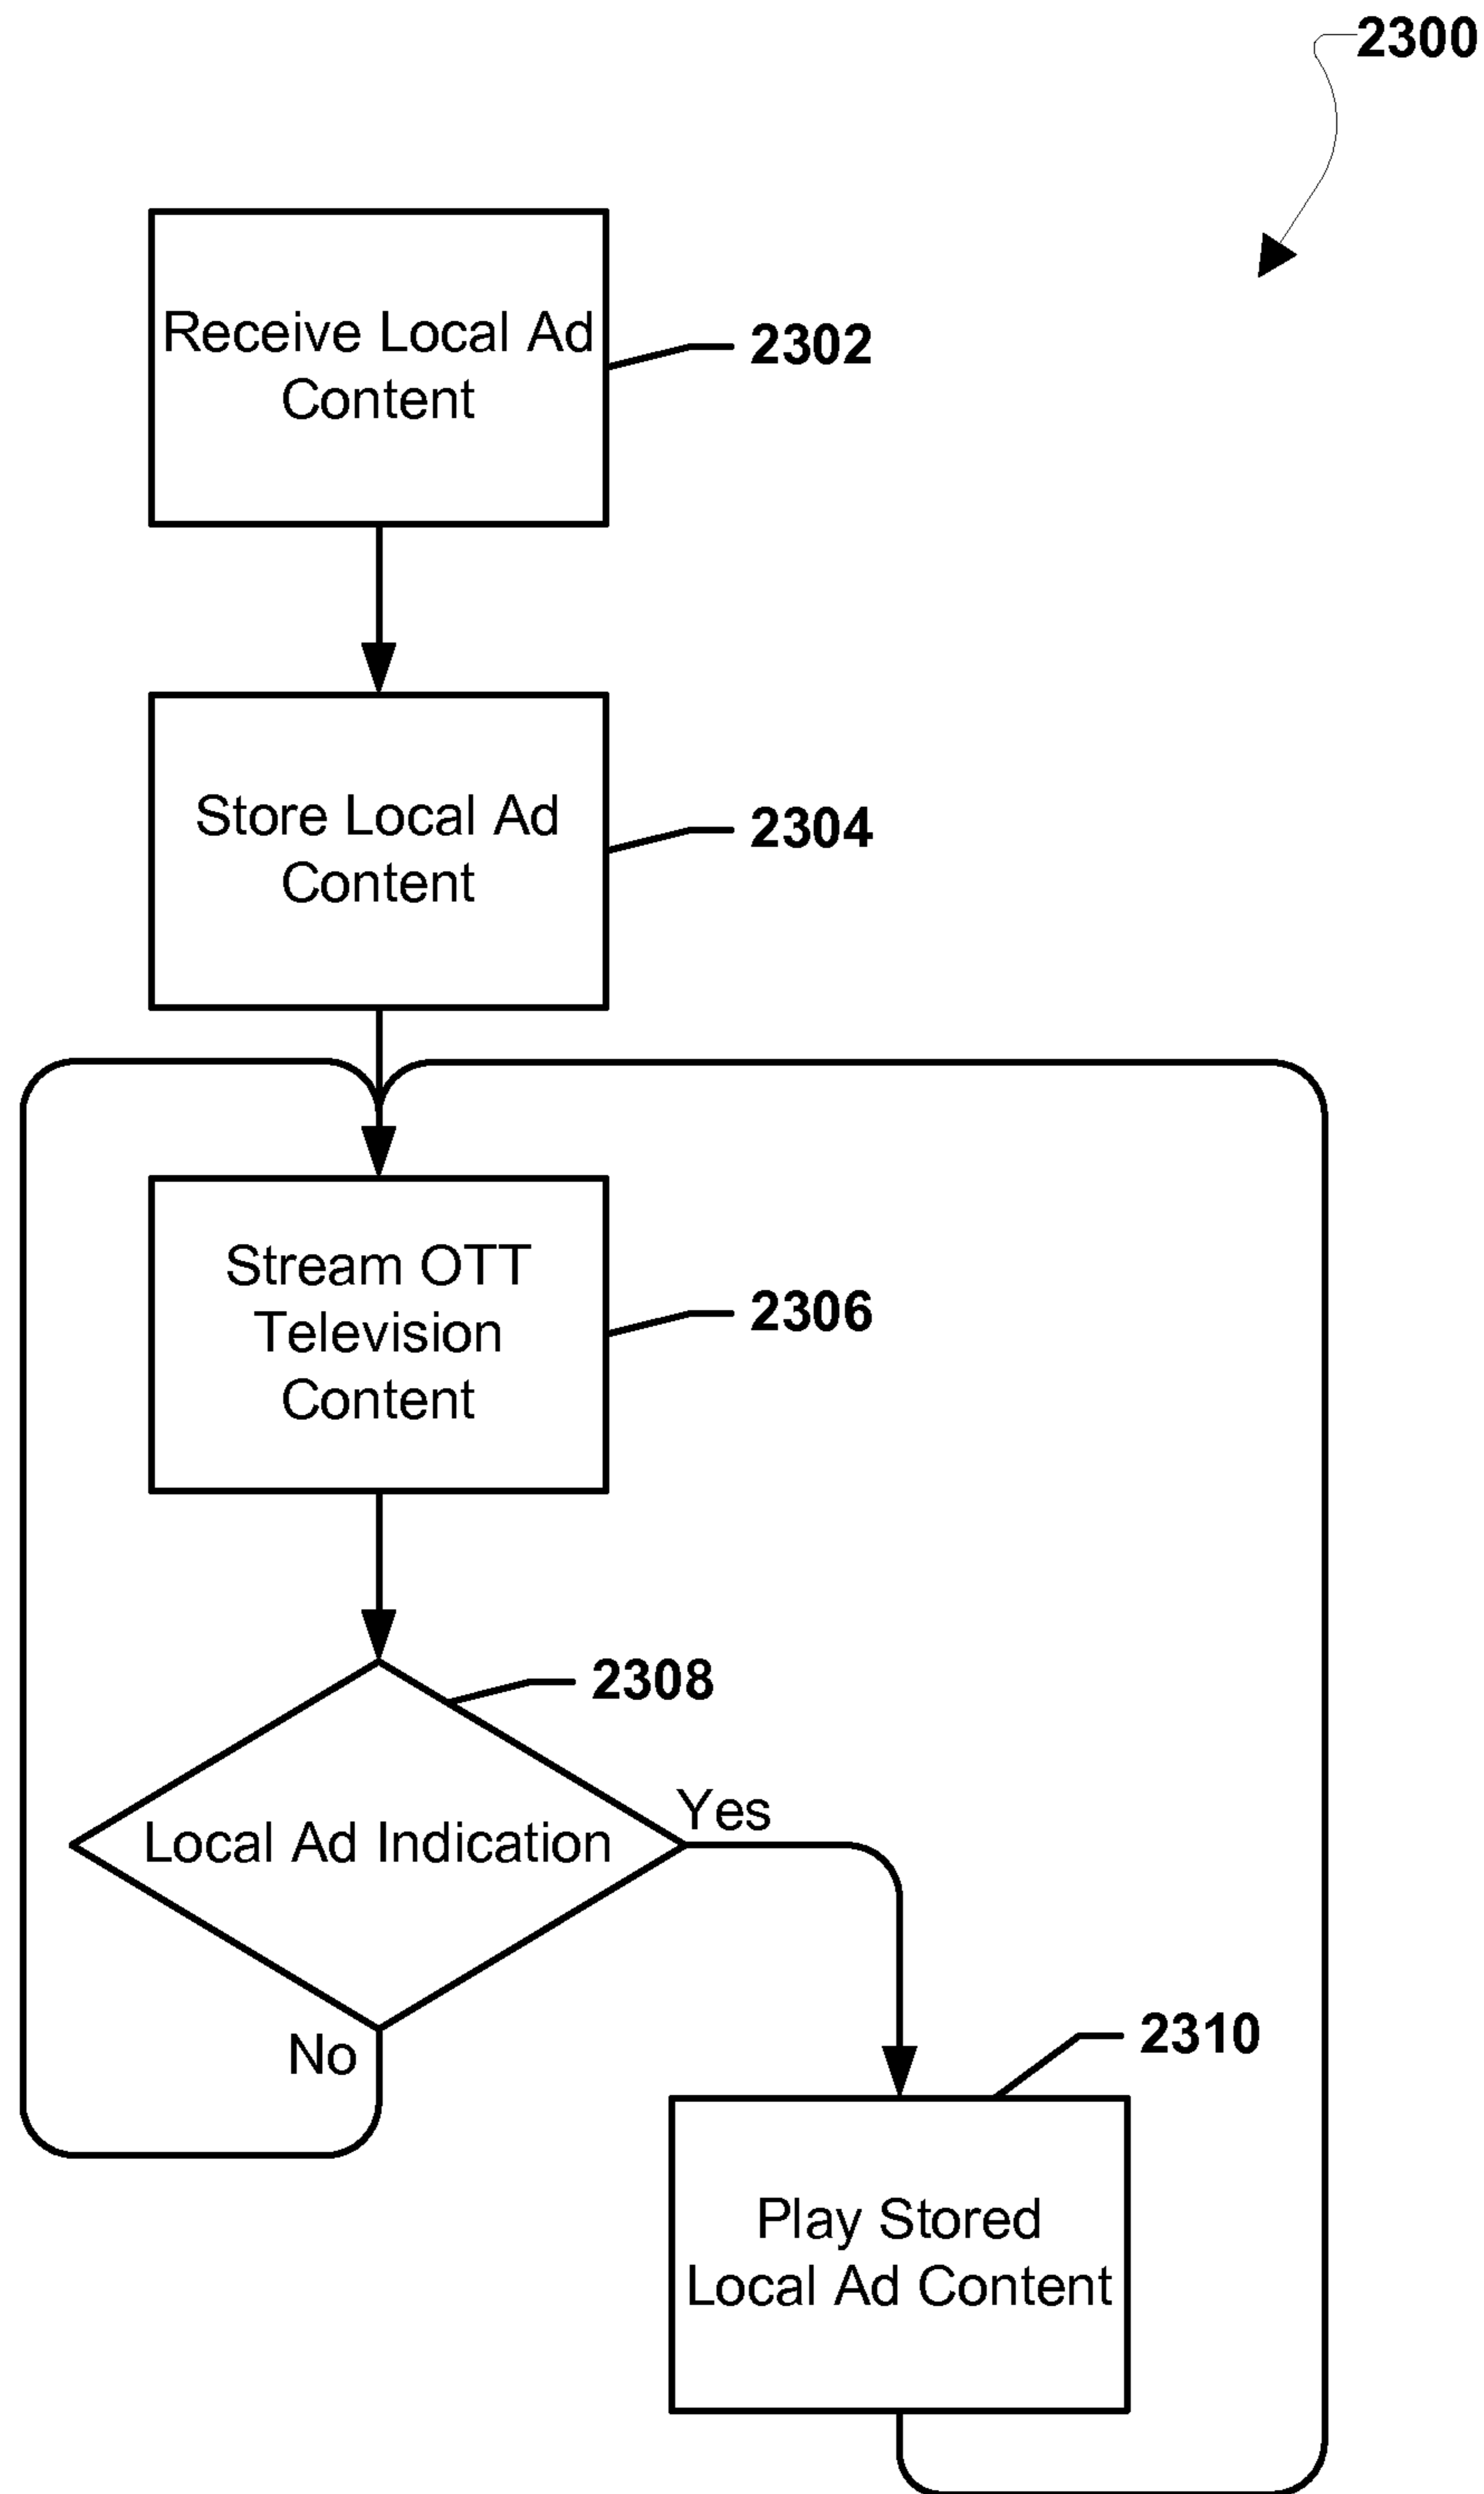 2300
Receive Local Ad
Content
2302
Store Local Ad
Content
2304
Stream OTT
Television
Content
2306
2308
Local Ad Indication
Yes
No
2310
Play Stored
Local Ad Content